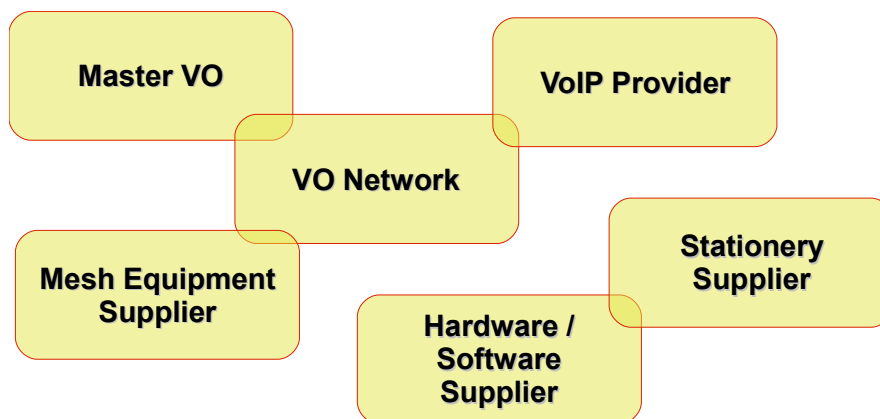 Master VO
VoIP Provider
VO Network
Mesh Equipment
Supplier
Stationery
Supplier
Hardware /
Software
Supplier